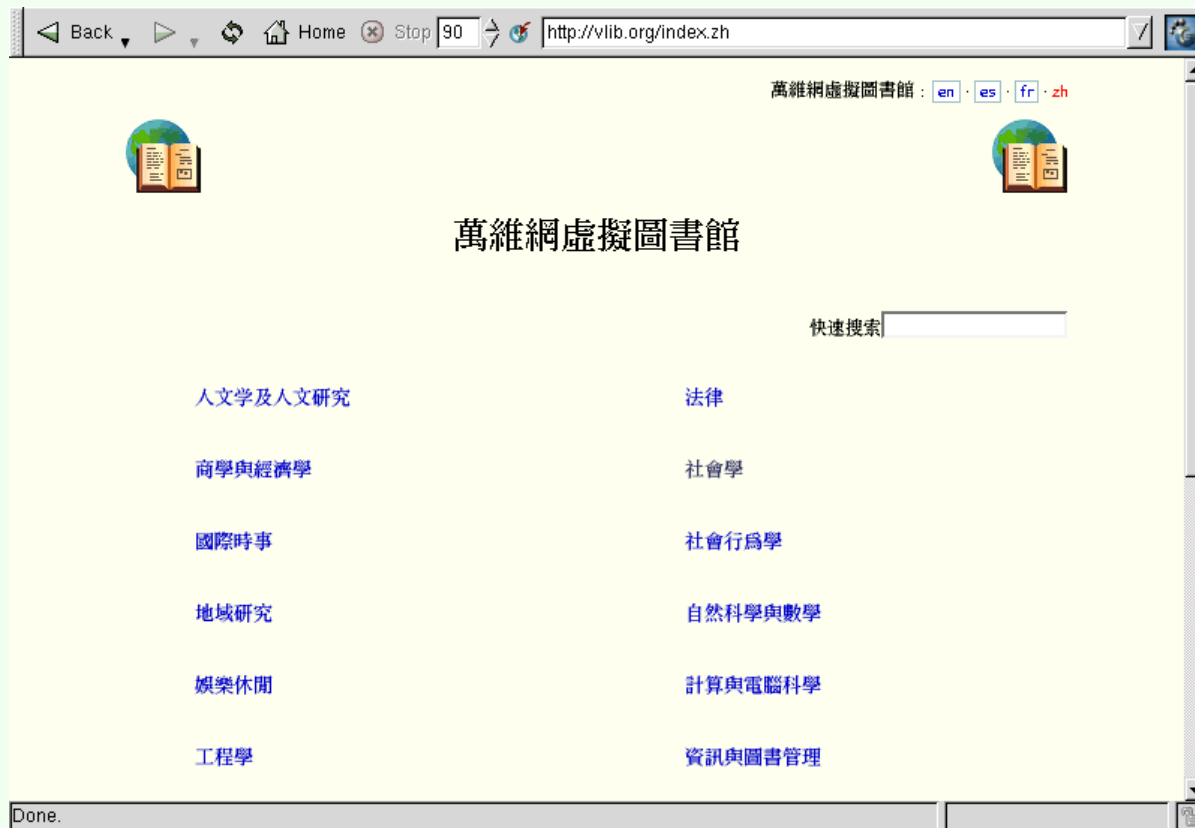 Back Home Stop 90 http://vlib.org/index.zh
萬維網虛擬圖書館 : en · es · fr · zh
萬維網虛擬圖書館
快速搜索
人文学及人文研究 法律
商學與經濟學 社會學
國際時事 社會行爲學
地域研究 自然科學與數學
娛樂休閒 計算與電腦科學
工程學 資訊與圖書管理
Done.